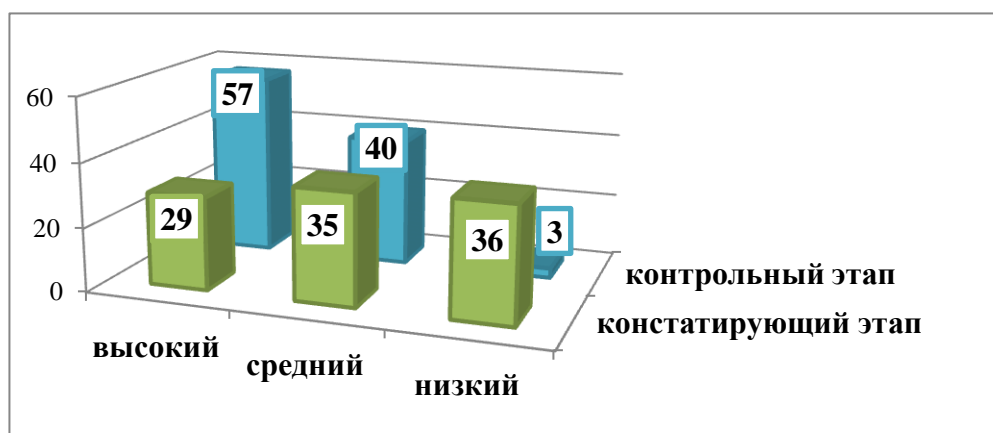 60
40
20
0
57
40
3
29
35
36
высокий
средний
низкий
контрольный этап
констатирующий этап